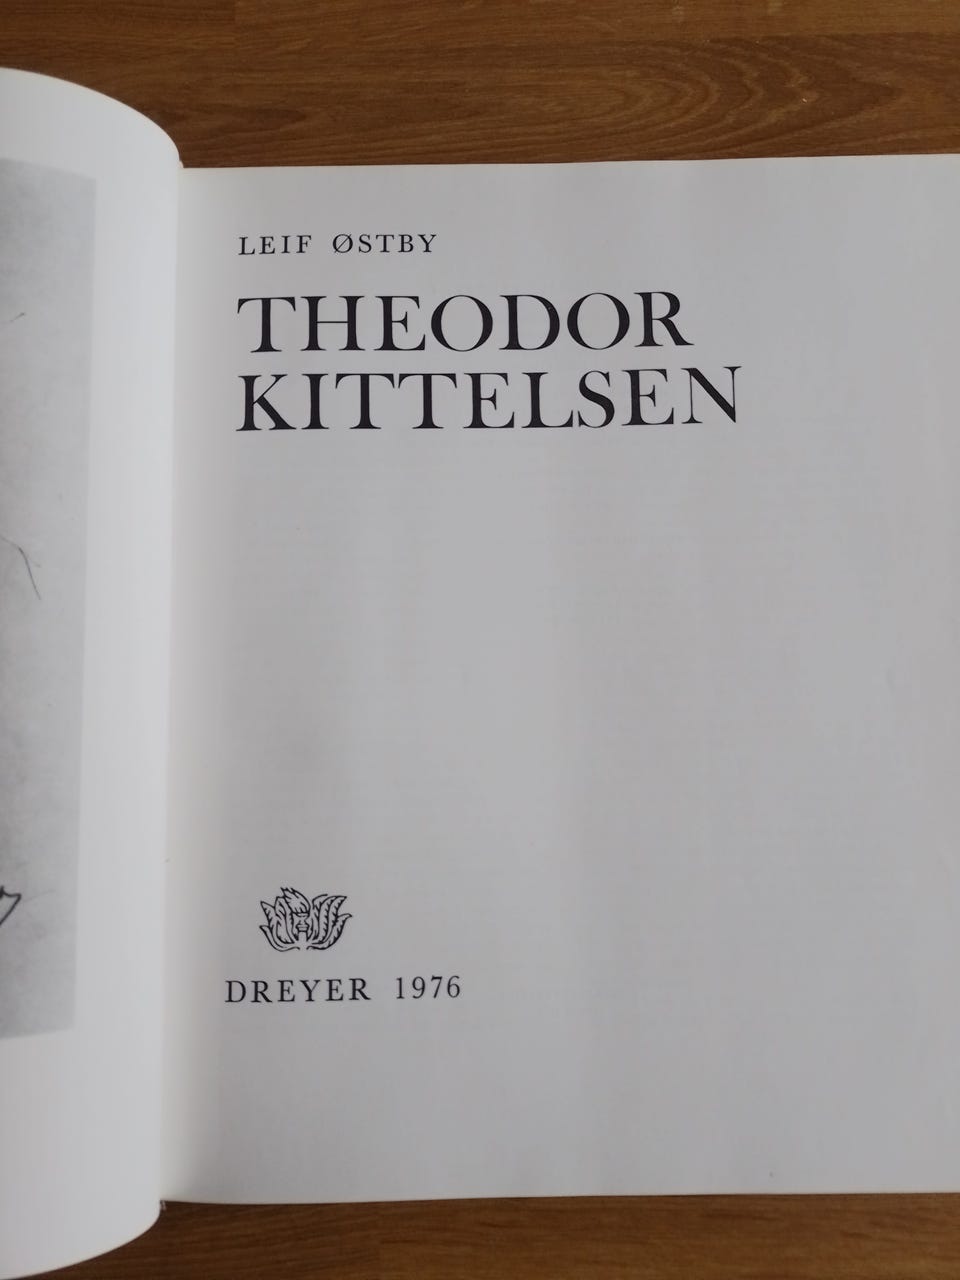 LEIF ØSTBY
THEODOR
KITTELSEN
DREYER 1976